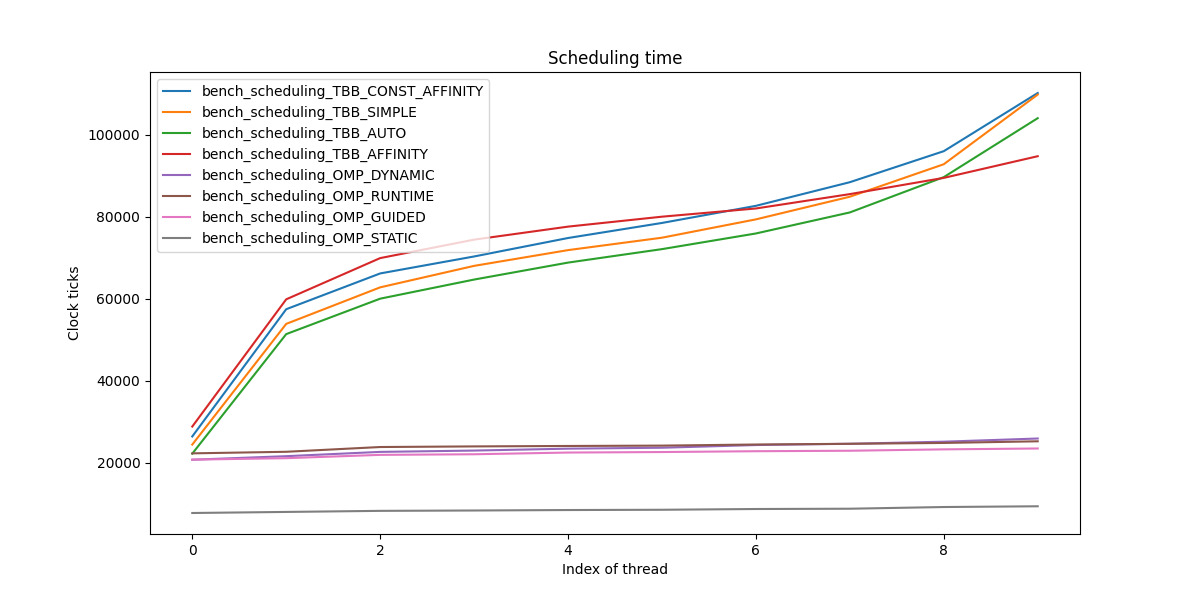 Scheduling time
bench_scheduling_TBB_CONST_AFFINITY
bench_scheduling_TBB_SIMPLE
bench_scheduling_TBB_AUTO
bench_scheduling_TBB_AFFINITY
bench_scheduling_OMP_DYNAMIC
bench_scheduling_OMP_RUNTIME
bench_scheduling_OMP_GUIDED
bench_scheduling_OMP_STATIC
Clock ticks
100000
80000
60000
40000
20000
0 2 4 6 8
Index of thread